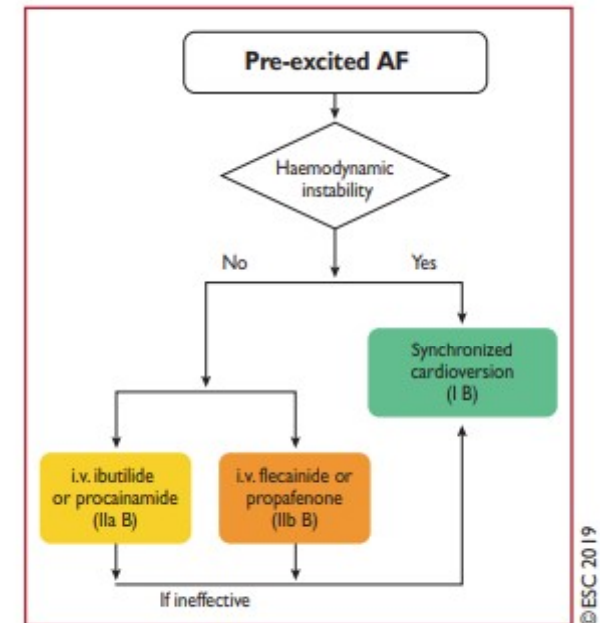 Pre-excited AF
Haemodynamic
instability
No
Yes
Synchronized
cardioversion
(I B)
i.v. ibutilide
or procainamide
(IIa B)
i.v. flecainide or
propafenone
(IIb B)
If ineffective
©ESC 2019